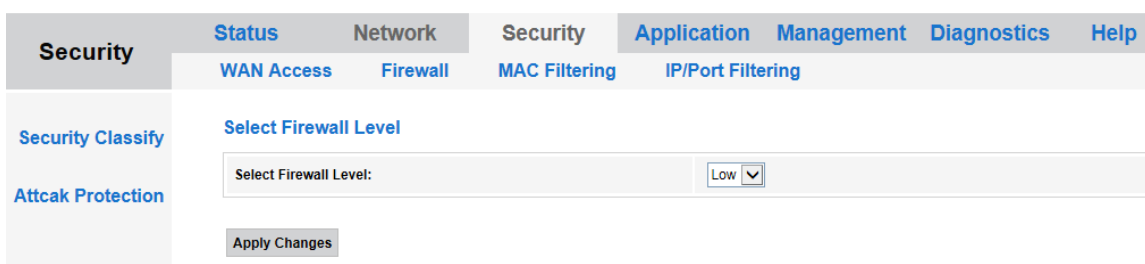 Security
Status Network Security Application Management Diagnostics Help
WAN Access Firewall MAC Filtering IP/Port Filtering
Security Classify
Attcak Protection
Select Firewall Level
Select Firewall Level: Low
Apply Changes